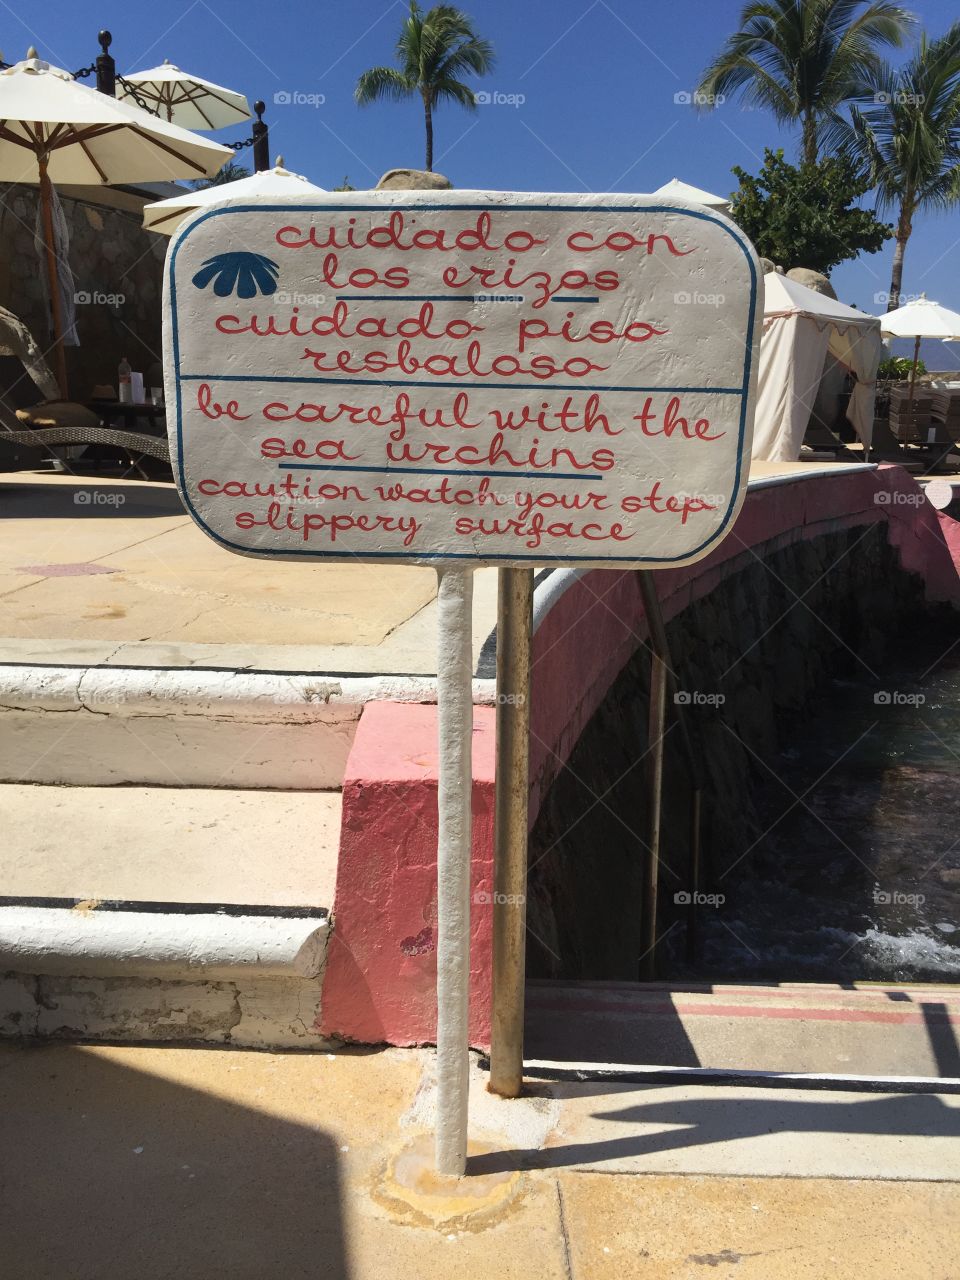 cuidado con
los erizos
cuidado piso
resbaloso
be careful with the
sea urchins
caution watch your step
slippery surface